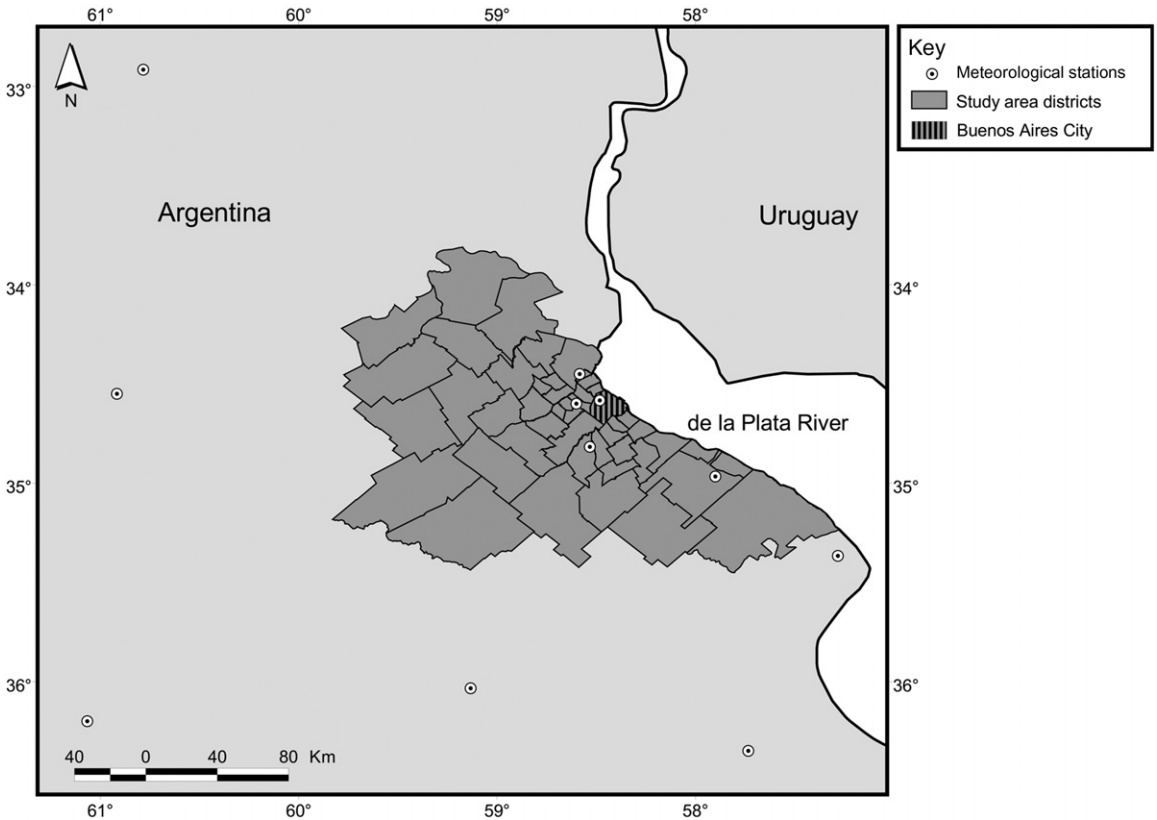 61° 60° 59° 58°
Key
Meteorological stations
Study area districts
Buenos Aires City
N
33°
Argentina
Uruguay
34° 34°
de la Plata River
35° 35°
36° 36°
40 0 40 80 Km
61° 60° 59° 58°